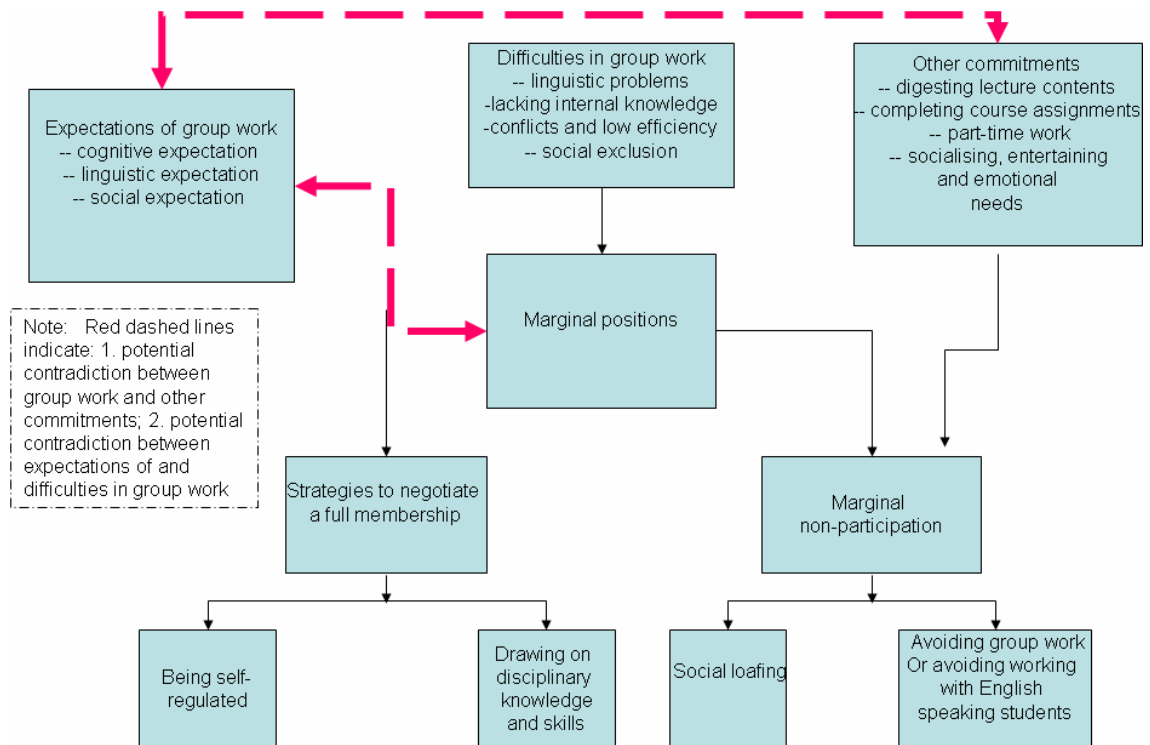 Difficulties in group work
-- linguistic problems
-lacking internal knowledge
-conflicts and low efficiency
-- social exclusion
Other commitments
-- digesting lecture contents
-- completing course assignments
-- part-time work
-- socialising, entertaining
and emotional
needs
Expectations of group work
-- cognitive expectation
-- linguistic expectation
-- social expectation
Marginal positions
Note: Red dashed lines
indicate: 1. potential
contradiction between
group work and other
commitments; 2. potential
contradiction between
expectations of and
difficulties in group work
Strategies to negotiate
a full membership
Marginal
non-participation
Being self-
regulated
Drawing on
disciplinary
knowledge
and skills
Social loafing
Avoiding group work
Or avoiding working
with English
speaking students